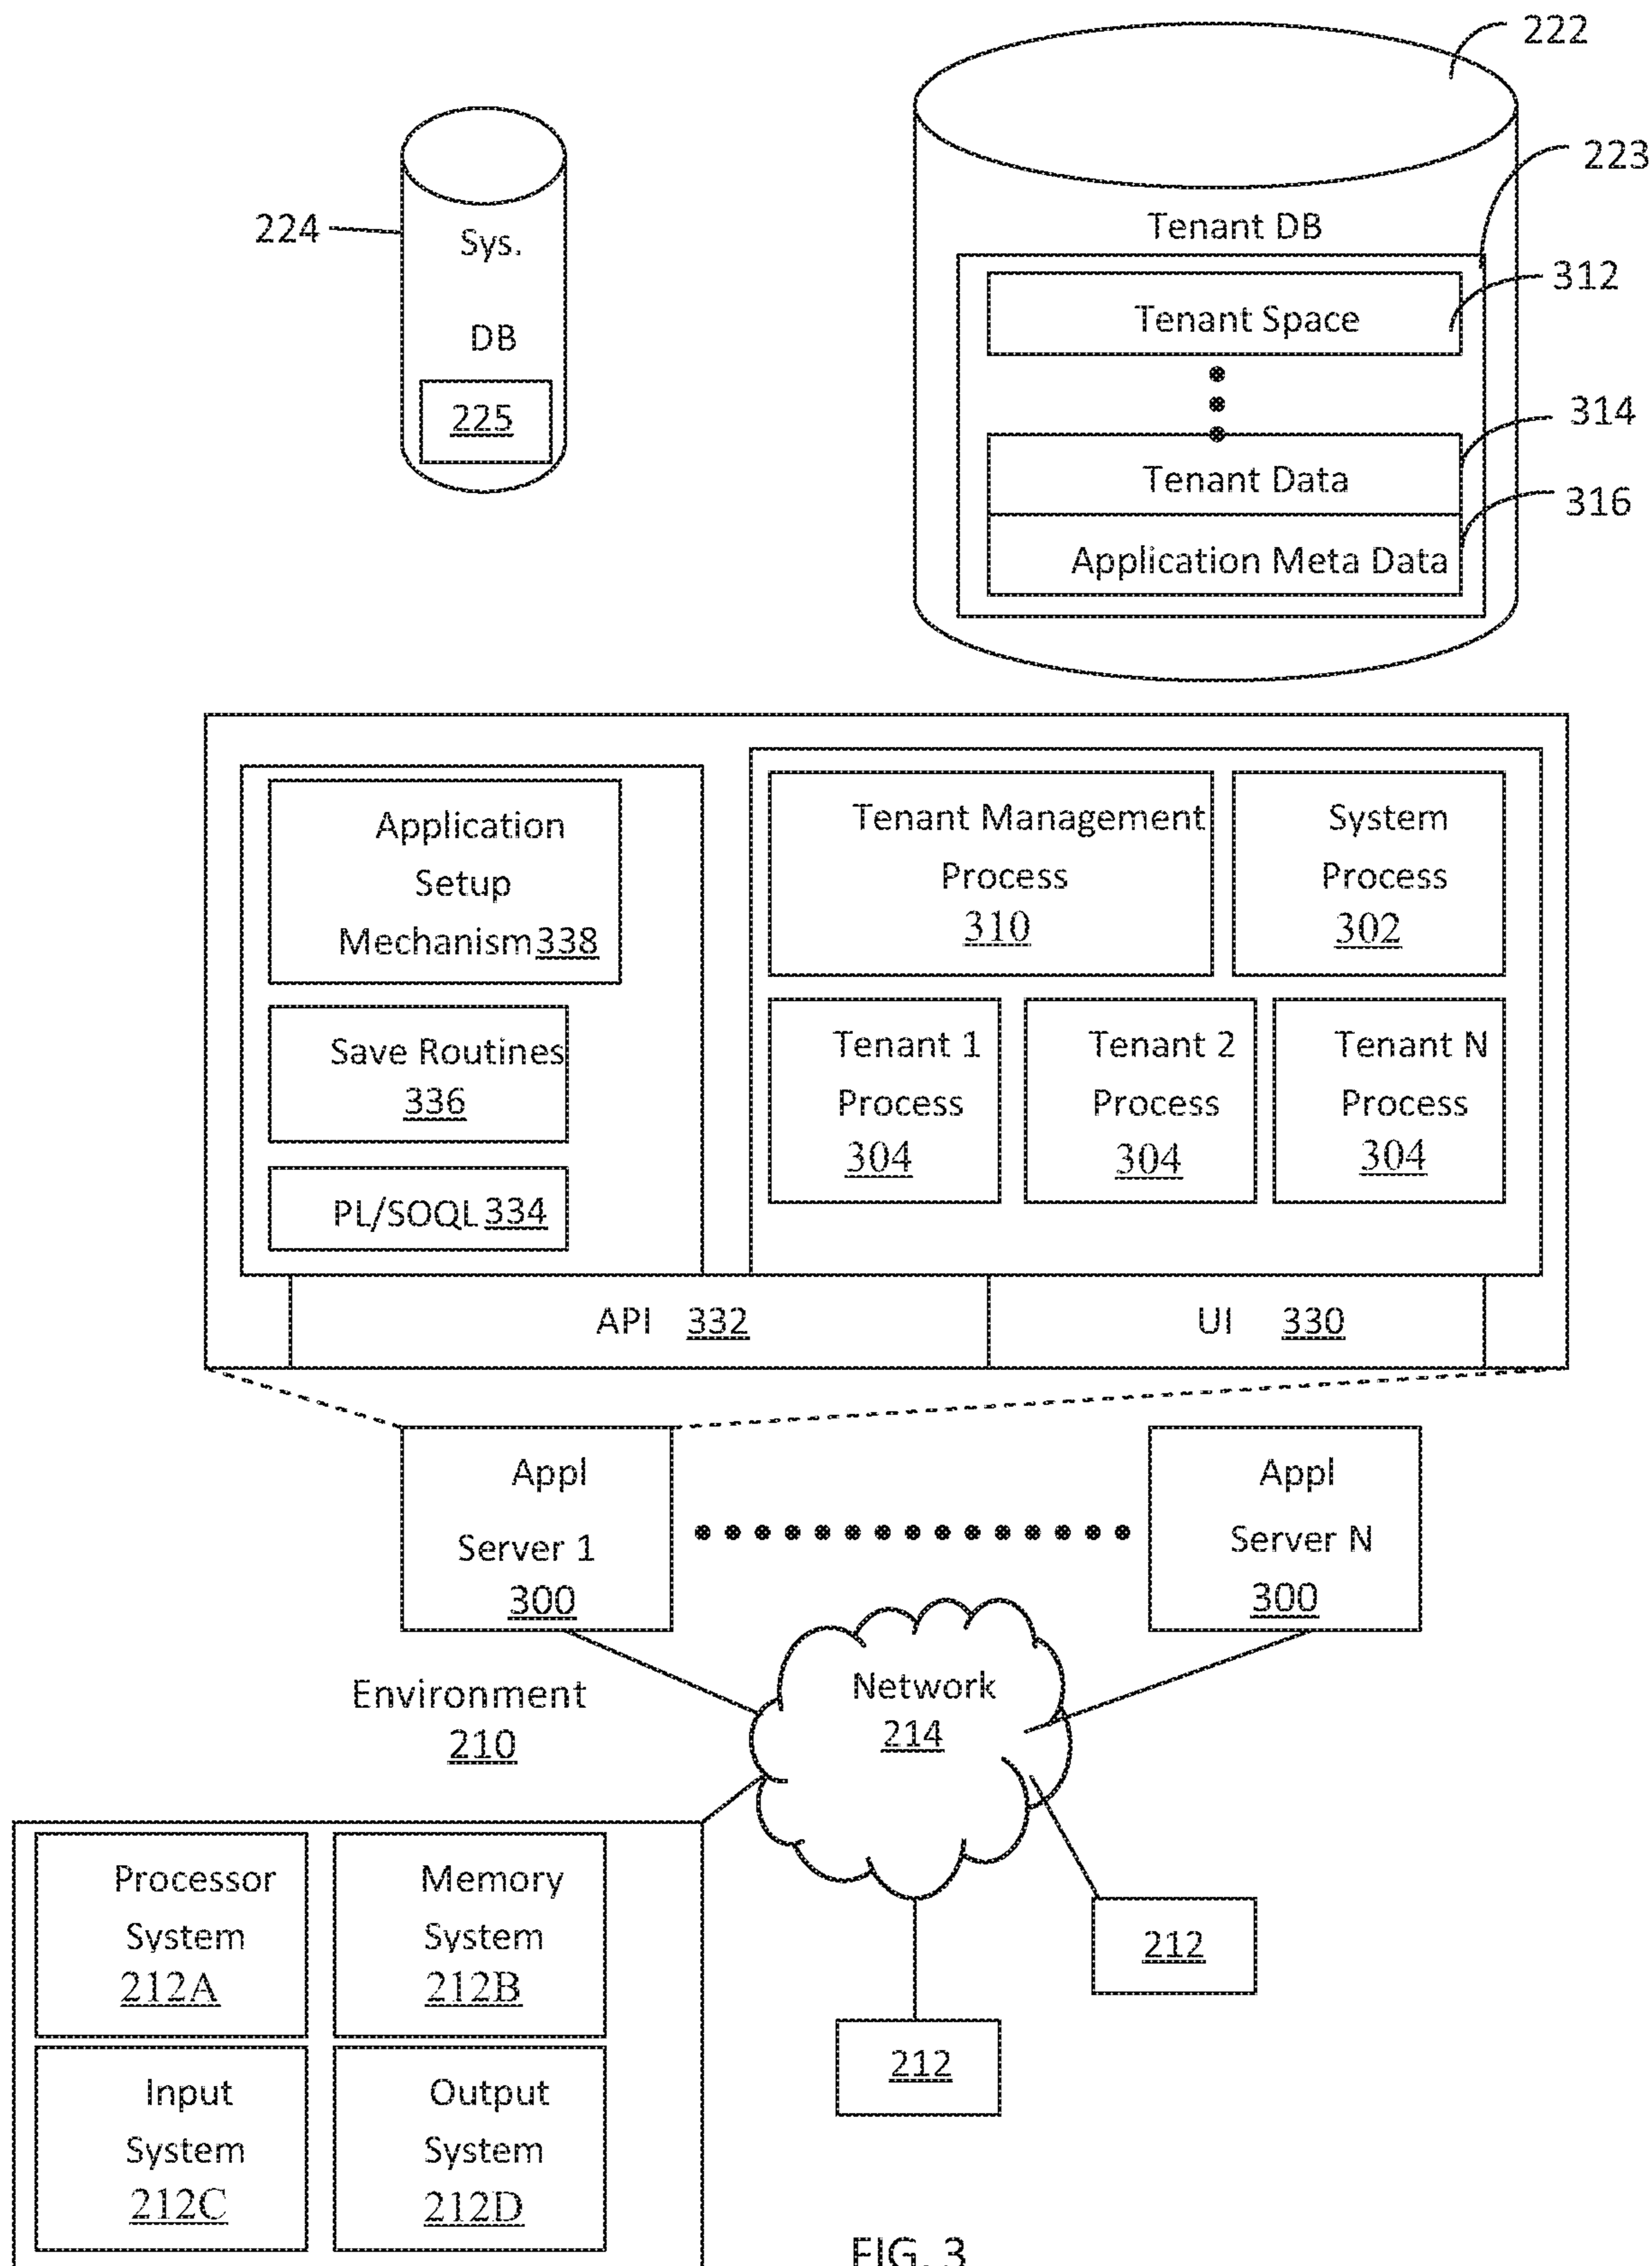 222
223
Tenant DB
224
Sys.
312
Tenant Space
DB
225
314
Tenant Data
316
Application Meta Data
Application
Setup
Mechanism 338
Tenant Management
Process
310
System
Process
302
Save Routines
336
Tenant 1
Process
304
Tenant 2
Process
304
Tenant N
Process
304
PL/SOQL 334
API 332
UI 330
Appl
Server 1
300
Appl
Server N
300
Environment
210
Network
214
Processor
System
212A
Memory
System
212B
212
212
Input
System
212C
Output
System
212D
FIG. 3